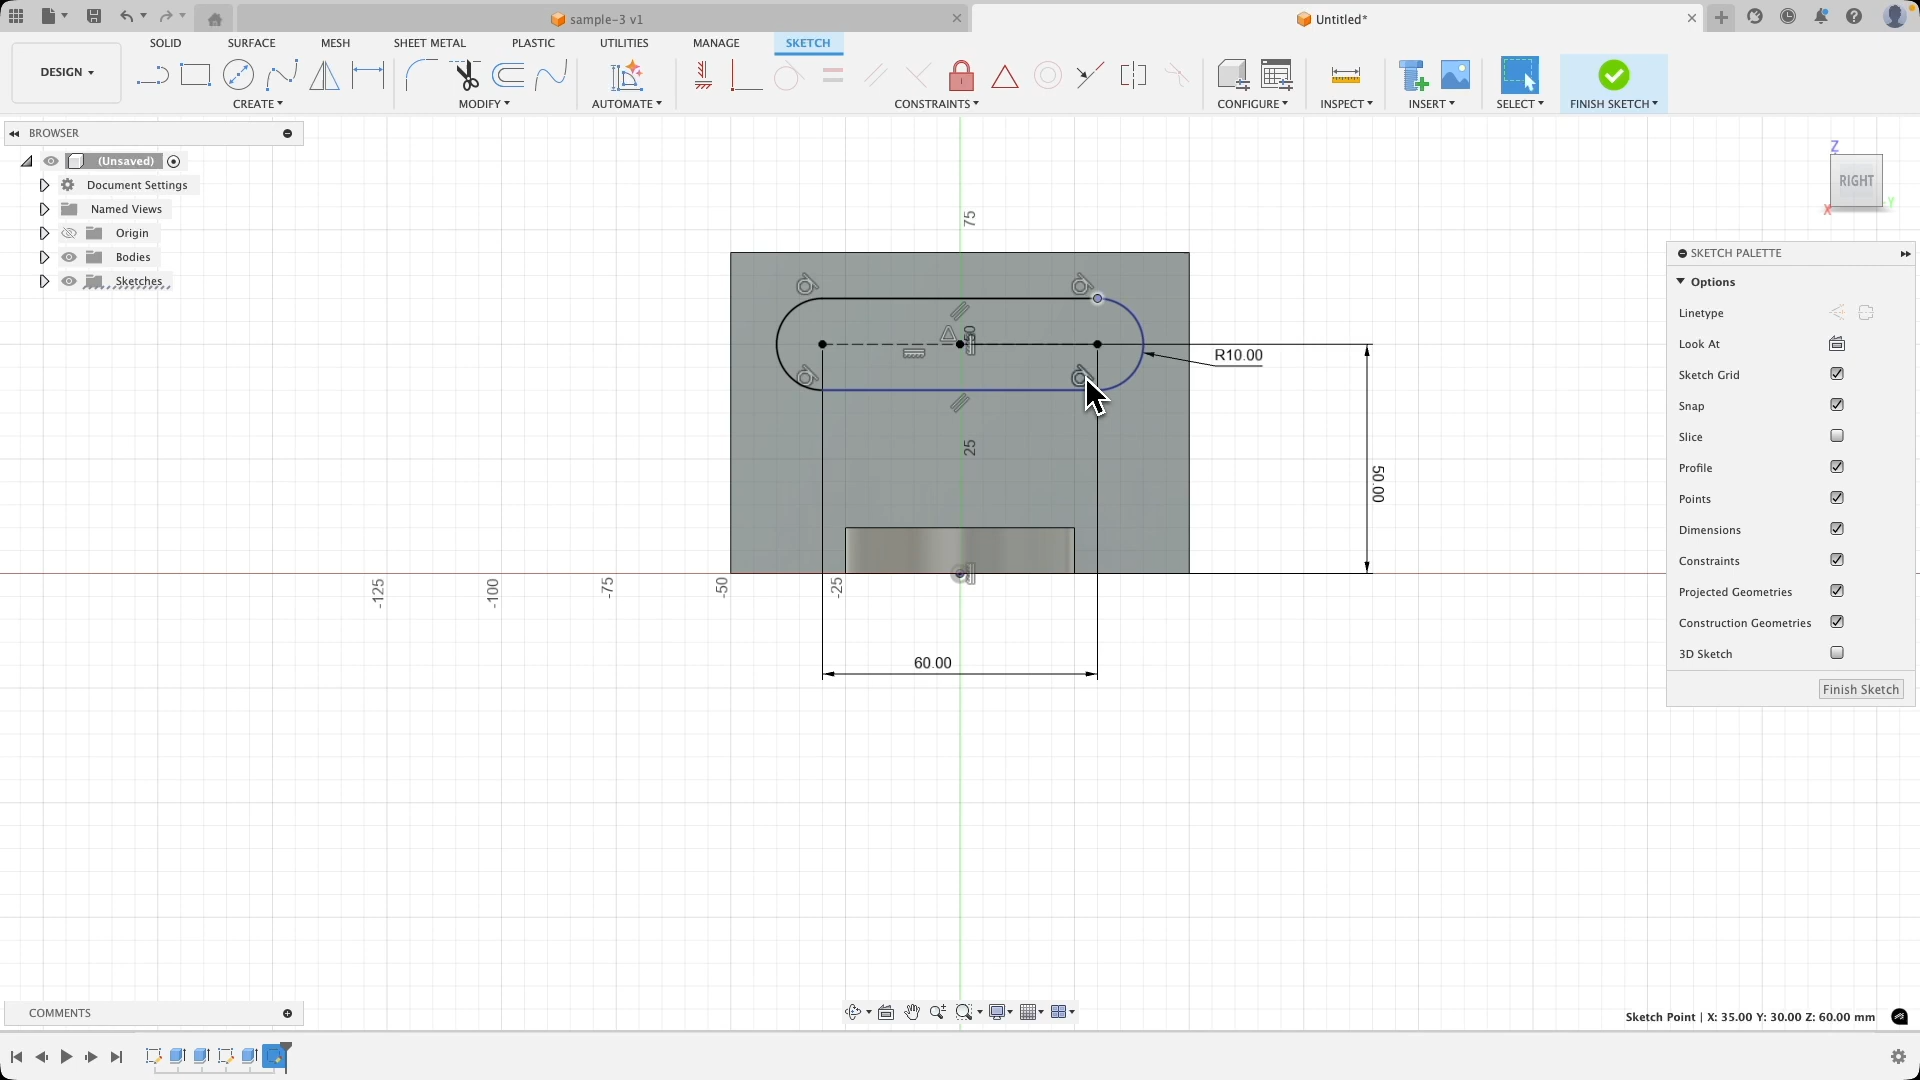 sample-3 v1
Untitled*
DESIGN
SOLID
SURFACE
MESH
SHEET METAL
PLASTIC
UTILITIES
MANAGE
SKETCH
CREATE
MODIFY
AUTOMATE
CONSTRAINTS
CONFIGURE
INSPECT
INSERT
SELECT
FINISH SKETCH
BROWSER
(Unsaved)
Document Settings
Named Views
Origin
Bodies
Sketches
Z
RIGHT
X
Y
75
50
25
R10.00
50.00
60.00
-125
-100
-75
-50
-25
SKETCH PALETTE
Options
Linetype
Look At
Sketch Grid
Snap
Slice
Profile
Points
Dimensions
Constraints
Projected Geometries
Construction Geometries
3D Sketch
Finish Sketch
COMMENTS
Sketch Point | X: 35.00 Y: 30.00 Z: 60.00 mm